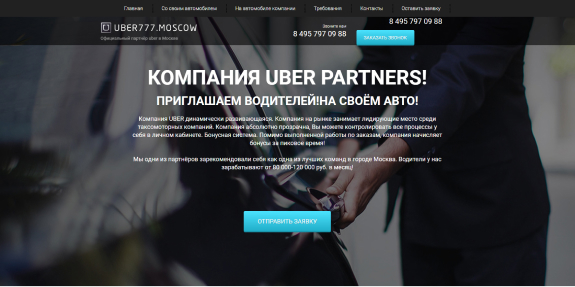 Главная
Со своим автомобилем
На автомобиле компании
Требования
Контакты
Оставить заявку
UBER777.MOSCOW
Официальный партнёр uber в Москве
Звоните нам
8 495 797 09 88
8 495 797 09 88
ЗАКАЗАТЬ ЗВОНОК
КОМПАНИЯ UBER PARTNERS!
ПРИГЛАШАЕМ ВОДИТЕЛЕЙ!НА СВОЁМ АВТО!
Компания UBER динамически развивающаяся. Компания на рынке занимает лидирующие место среди
таксомоторных компаний. Компания абсолютно прозрачна, Вы можете контролировать все процессы у
себя в личном кабинете. Бонусная система. Помимо выполненной работы по заказам, компания начисляет
бонусы за пиковое время!
Мы одни из партнёров зарекомендовали себя как одна из лучших команд в городе Москва. Водители у нас
зарабатывают от 80 000-120 000 руб. в месяц!
ОТПРАВИТЬ ЗАЯВКУ